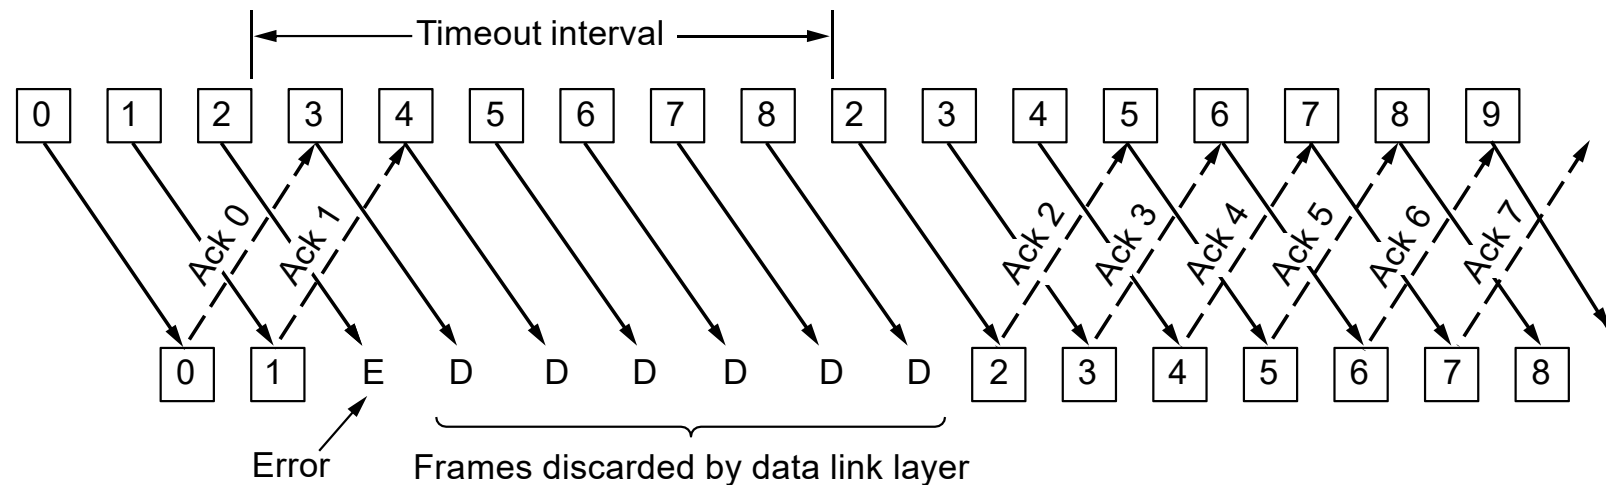 Timeout interval
0 1 2 3 4 5 6 7 8 2 3 4 5 6 7 8 9
Ack 0 Ack 1 Ack 2 Ack 3 Ack 4 Ack 5 Ack 6 Ack 7
0 1 E D D D D D D 2 3 4 5 6 7 8
Error Frames discarded by data link layer